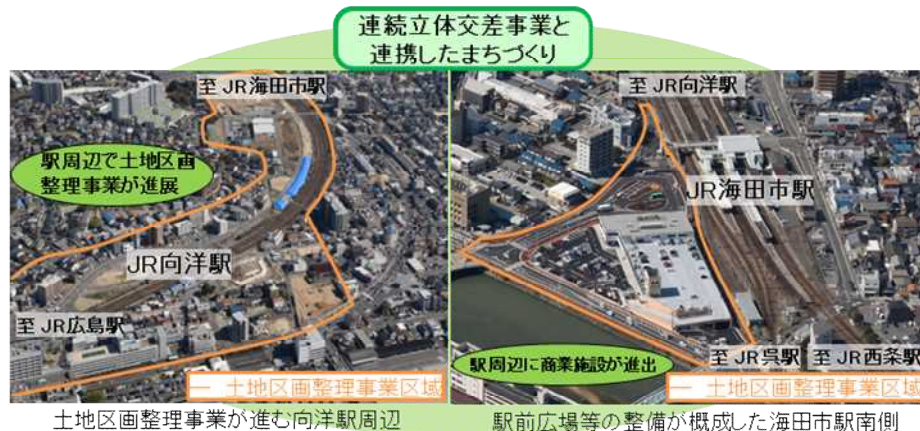 連続立体交差事業と
連携したまちづくり
至 JR海田市駅
駅周辺で土地区画
整理事業が進展
JR向洋駅
至 JR広島駅
土地区画整理事業区域
土地区画整理事業が進む向洋駅周辺
至 JR向洋駅
JR海田市駅
駅周辺に商業施設が進出
至 JR呉駅
至 JR西条駅
土地区画整理事業区域
駅前広場等の整備が概成した海田市駅南側